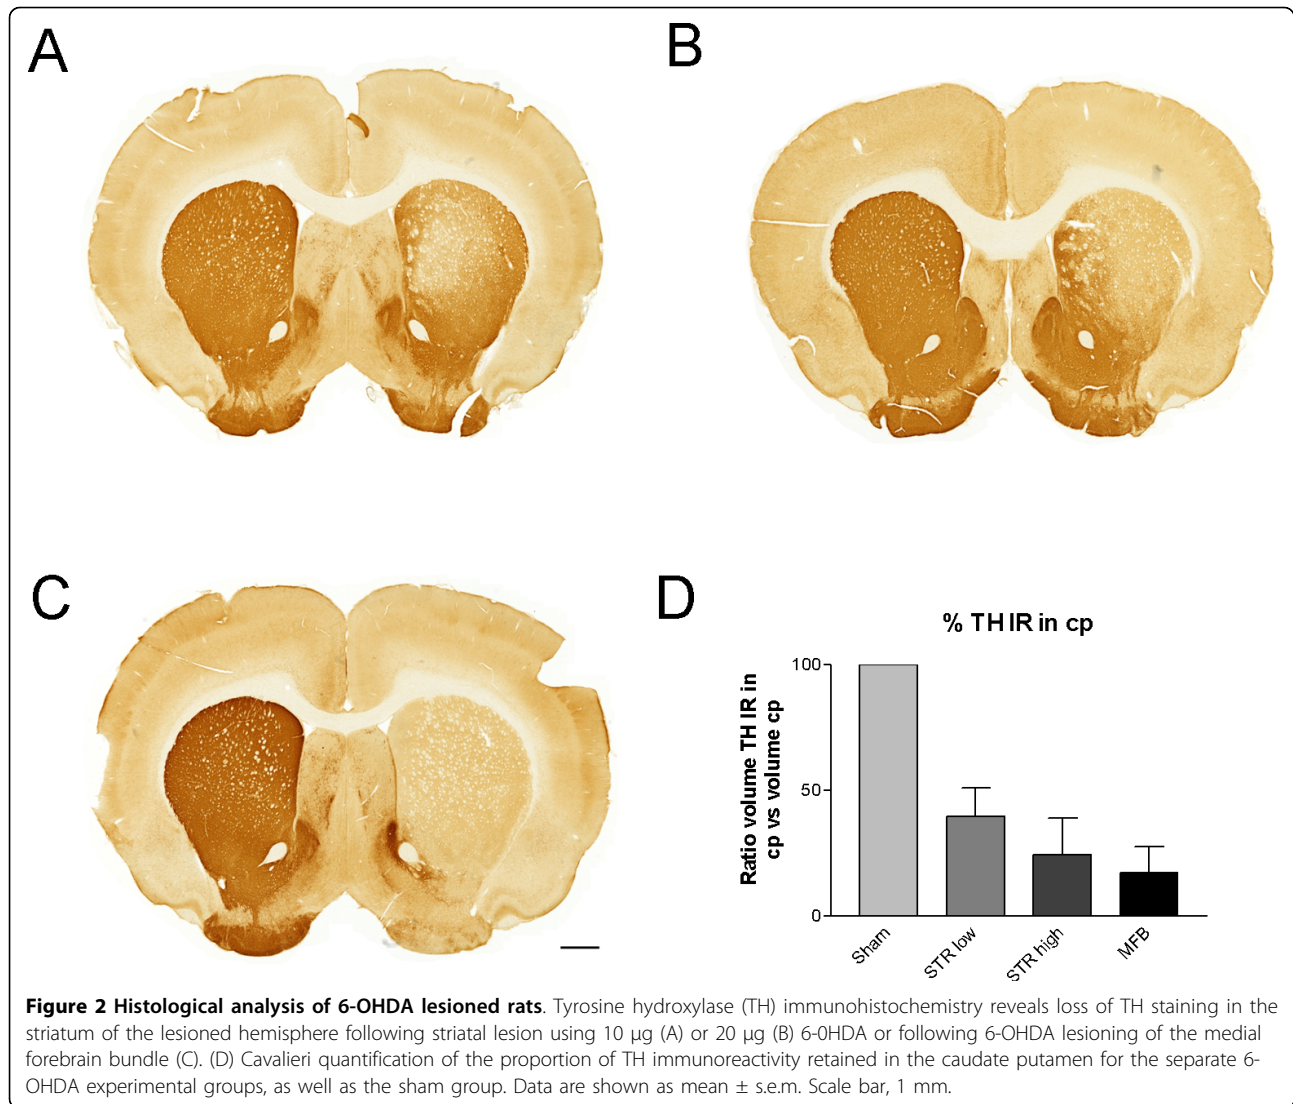 A
B
C
D
% TH IR in cp
Ratio volume TH IR in
cp vs volume cp
100
50
0
Sham
STR low
STR high
MFB
Figure 2 Histological analysis of 6-OHDA lesioned rats. Tyrosine hydroxylase (TH) immunohistochemistry reveals loss of TH staining in the
striatum of the lesioned hemisphere following striatal lesion using 10 μg (A) or 20 μg (B) 6-0HDA or following 6-OHDA lesioning of the medial
forebrain bundle (C). (D) Cavalieri quantification of the proportion of TH immunoreactivity retained in the caudate putamen for the separate 6-
OHDA experimental groups, as well as the sham group. Data are shown as mean ± s.e.m. Scale bar, 1 mm.